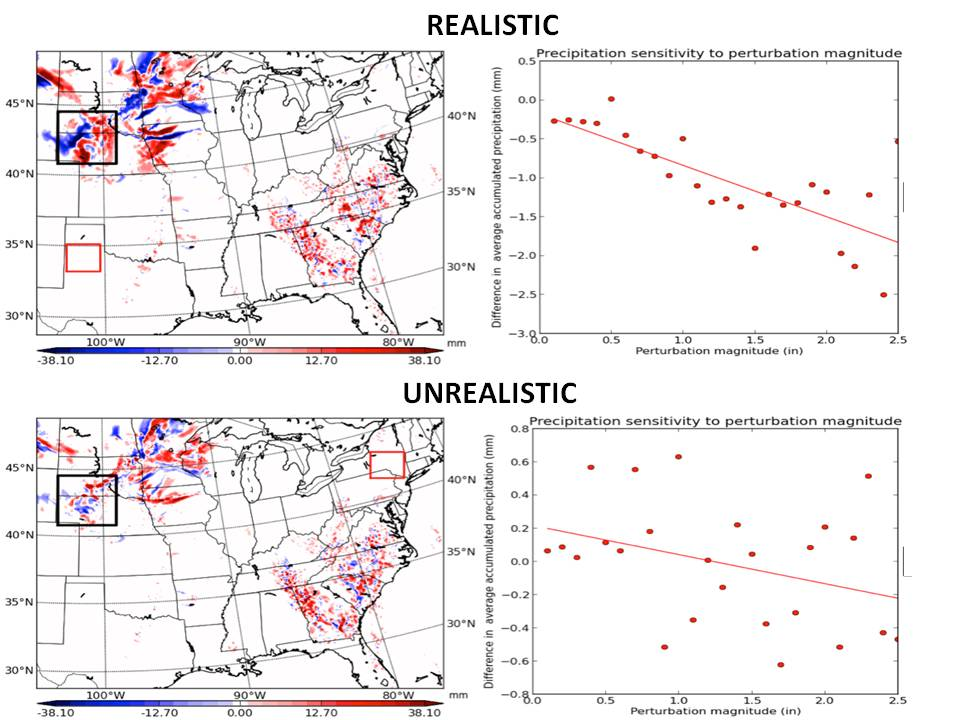 REALISTIC
Precipitation sensitivity to perturbation magnitude
45°N
40°N
35°N
30°N
40°N
35°N
30°N
100°W
90°W
80°W
mm
-38.10
-12.70
0.00
12.70
38.10
Difference in average accumulated precipitation (mm)
0.5
0.0
−0.5
−1.0
−1.5
−2.0
−2.5
−3.0
0.0
0.5
1.0
1.5
2.0
2.5
Perturbation magnitude (in)
UNREALISTIC
Precipitation sensitivity to perturbation magnitude
45°N
40°N
35°N
30°N
40°N
35°N
30°N
100°W
90°W
80°W
mm
-38.10
-12.70
0.00
12.70
38.10
Difference in average accumulated precipitation (mm)
0.8
0.6
0.4
0.2
0.0
−0.2
−0.4
−0.6
−0.8
0.0
0.5
1.0
1.5
2.0
2.5
Perturbation magnitude (in)